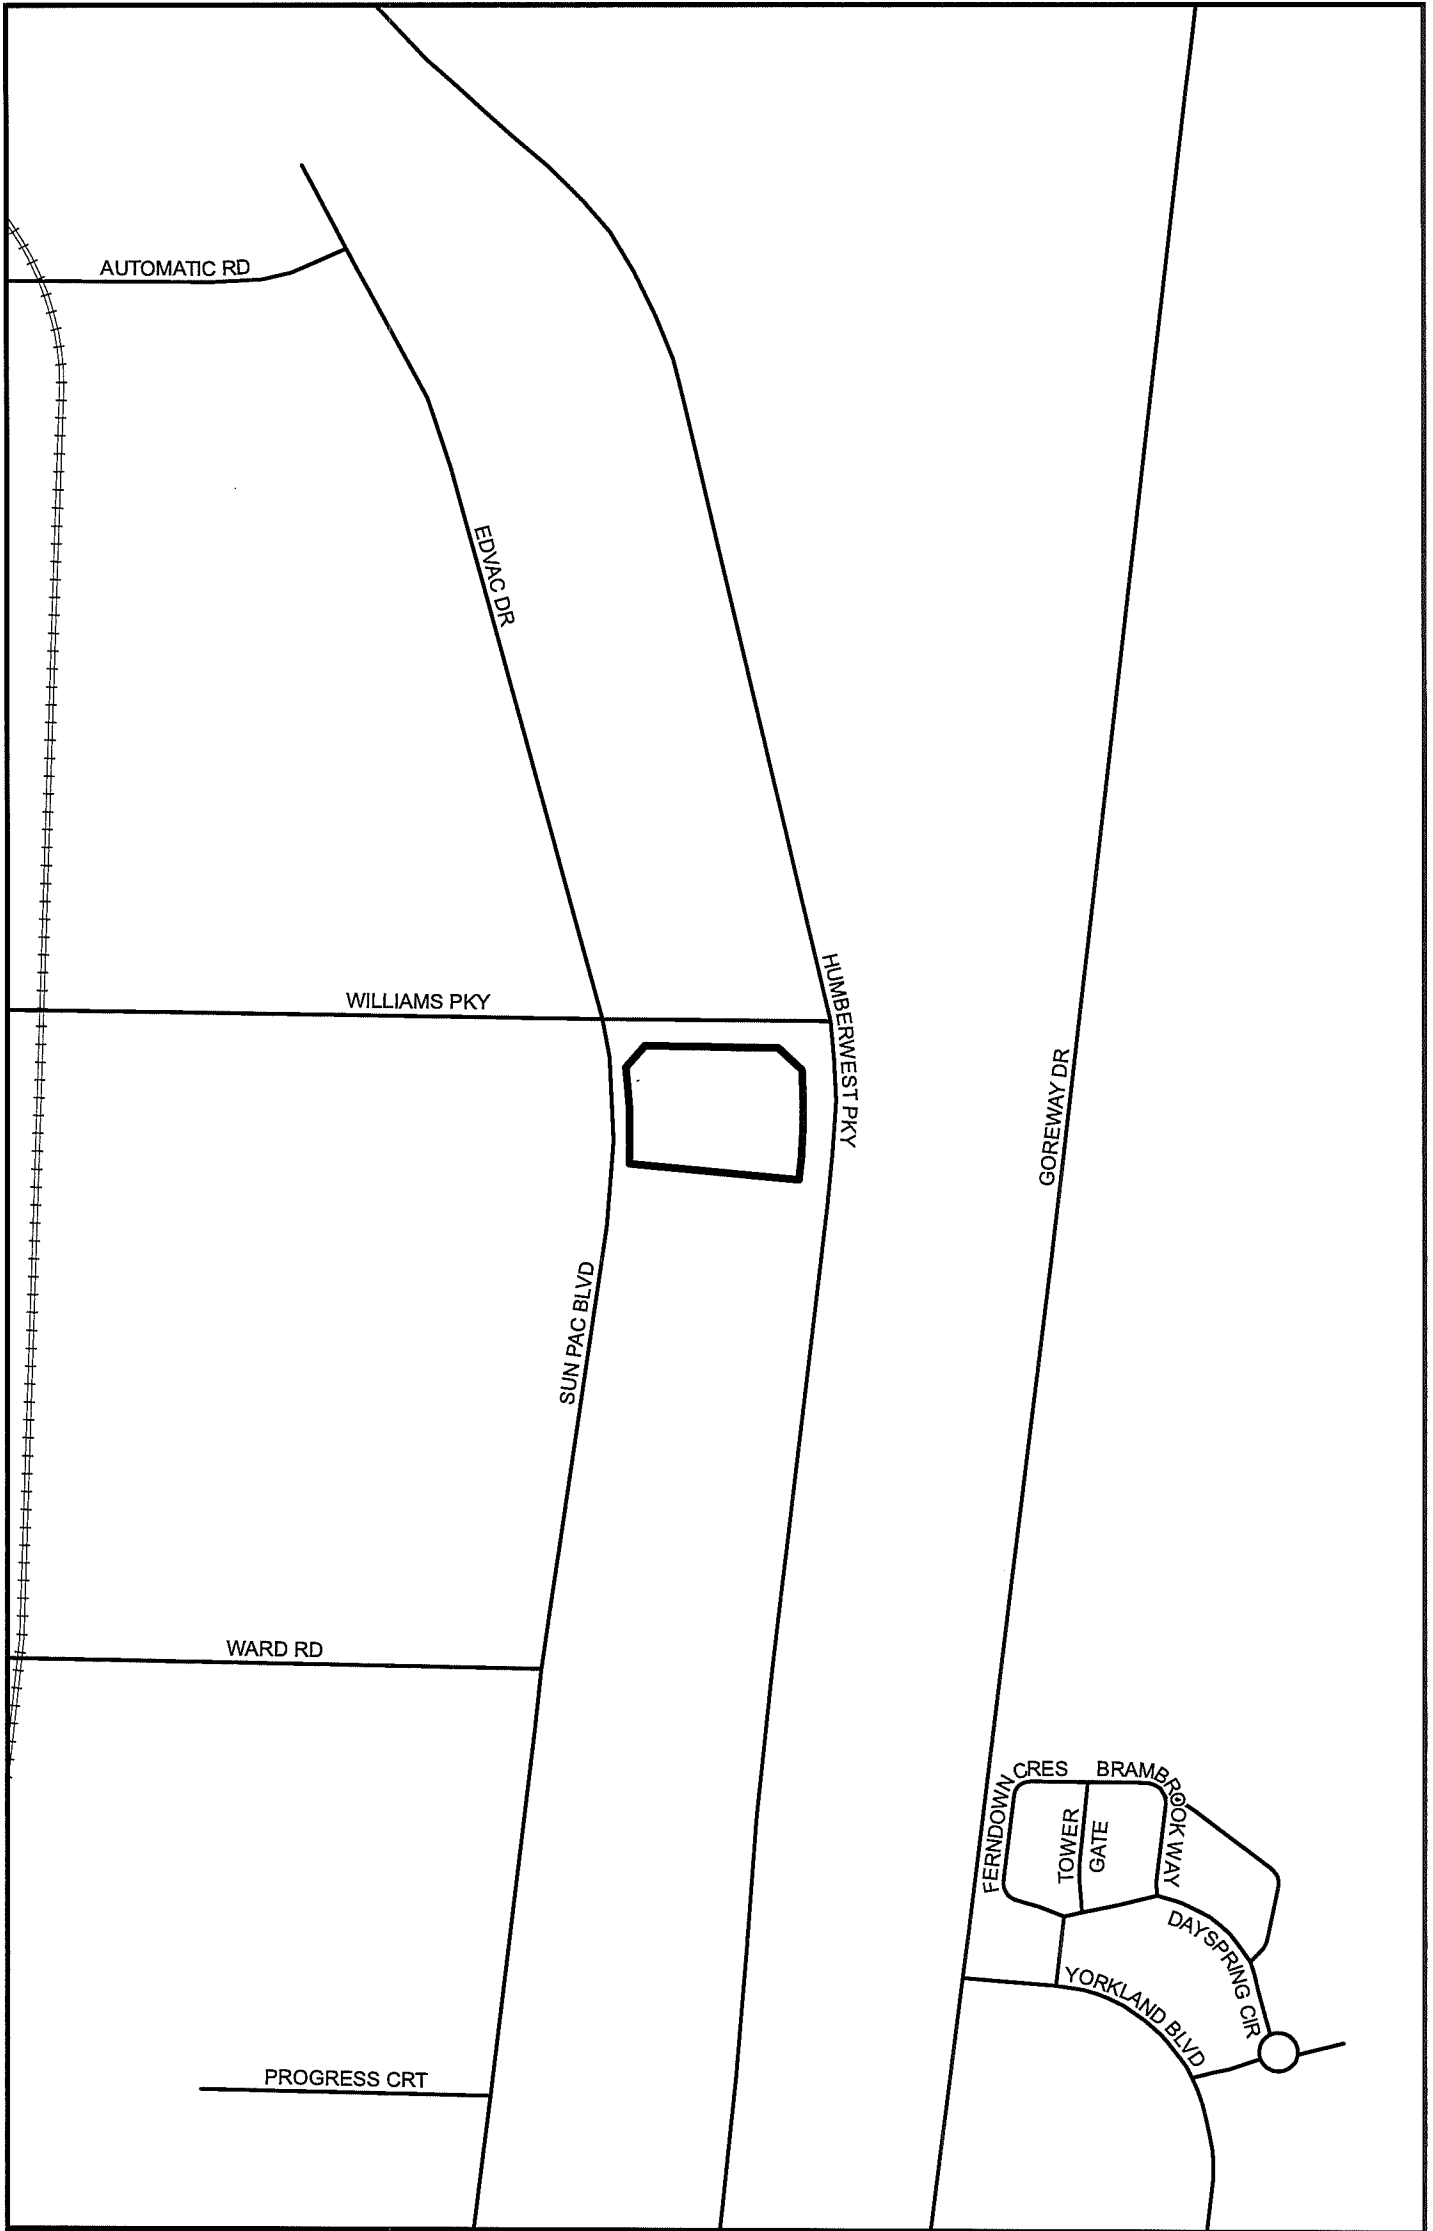 AUTOMATIC RD
EDVAC DR
WILLIAMS PKY
HUMBERWEST PKY
GOREWAY DR
SUN PAC BLVD
WARD RD
FERNDOWN CRES
BRAMBROOK WAY
TOWER
GATE
DAYSPRING CIR
YORKLAND BLVD
PROGRESS CRT